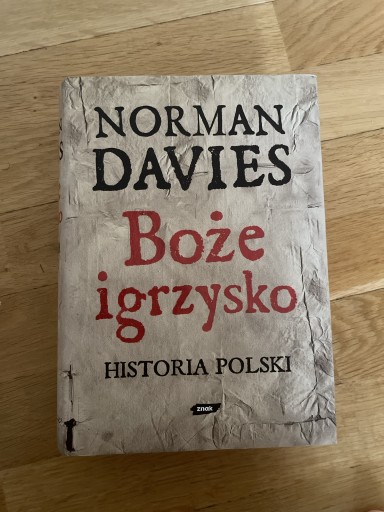 NORMAN
DAVIES
Boże
igrzysko
HISTORIA POLSKI
znak